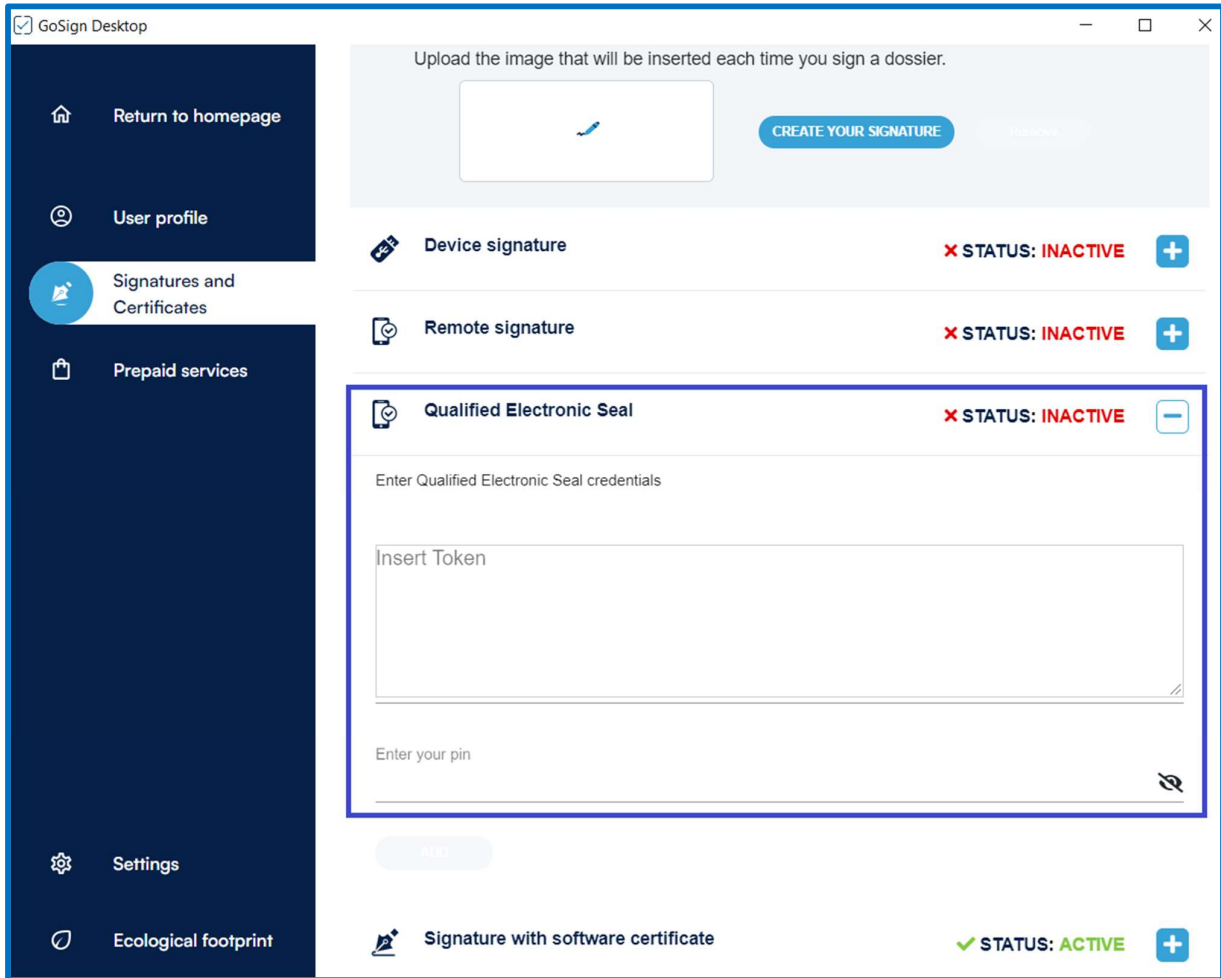 GoSign Desktop
Upload the image that will be inserted each time you sign a dossier.
Return to homepage
CREATE YOUR SIGNATURE
Remove
User profile
Device signature
STATUS: INACTIVE
Signatures and
Certificates
Remote signature
STATUS: INACTIVE
Prepaid services
Qualified Electronic Seal
STATUS: INACTIVE
Enter Qualified Electronic Seal credentials
Insert Token
Enter your pin
ADD
Settings
Ecological footprint
Signature with software certificate
STATUS: ACTIVE